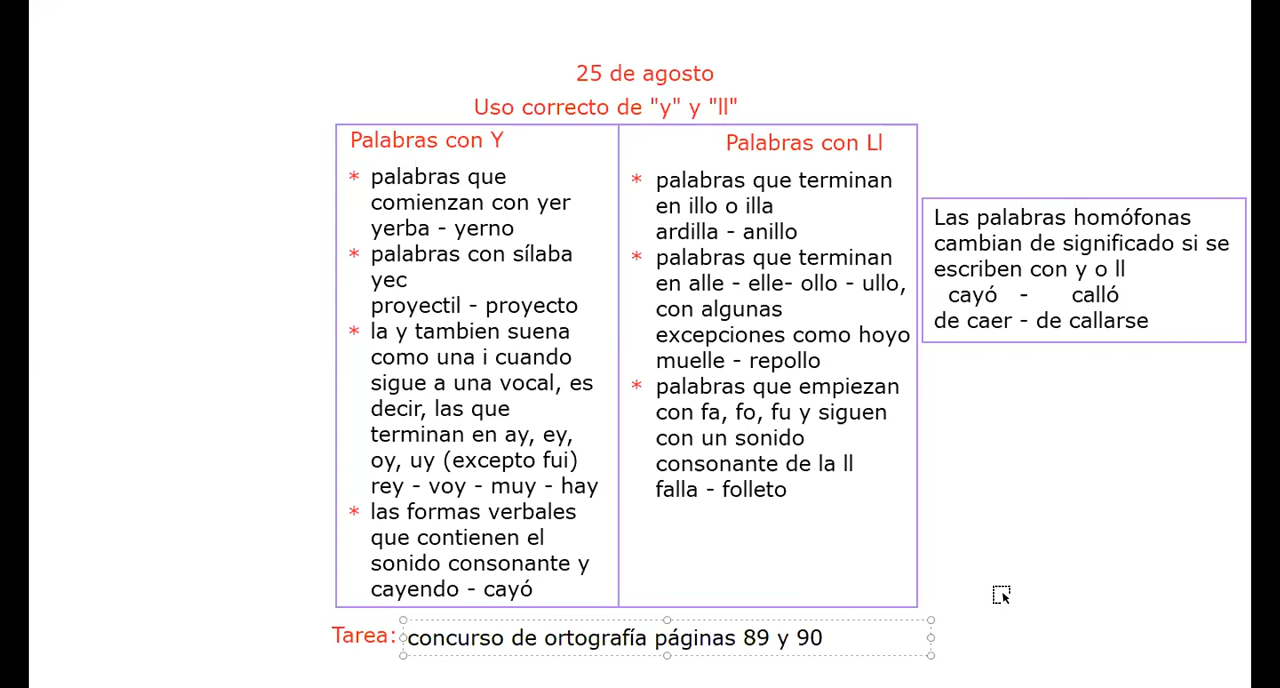 25 de agosto
Uso correcto de "y" y "ll"
Palabras con Y
* palabras que
comienzan con yer
yerba - yerno
* palabras con sílaba
yec
proyectil - proyecto
* la y tambien suena
como una i cuando
sigue a una vocal, es
decir, las que
terminan en ay, ey,
oy, uy (excepto fui)
rey - voy - muy - hay
* las formas verbales
que contienen el
sonido consonante y
cayendo - cayó
Palabras con Ll
* palabras que terminan
en illo o illa
ardilla - anillo
* palabras que terminan
en alle - elle- ollo - ullo,
con algunas
excepciones como hoyo
muelle - repollo
* palabras que empiezan
con fa, fo, fu y siguen
con un sonido
consonante de la ll
falla - folleto
Las palabras homófonas
cambian de significado si se
escriben con y o ll
cayó - calló
de caer - de callarse
Tarea: concurso de ortografía páginas 89 y 90